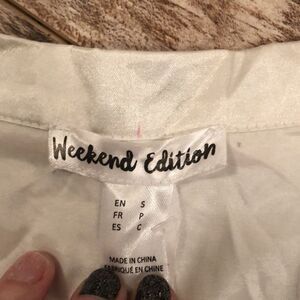 Weekend Edition
EN S
FR P
ES C
MADE IN CHINA
FABRIQUÉ EN CHINE